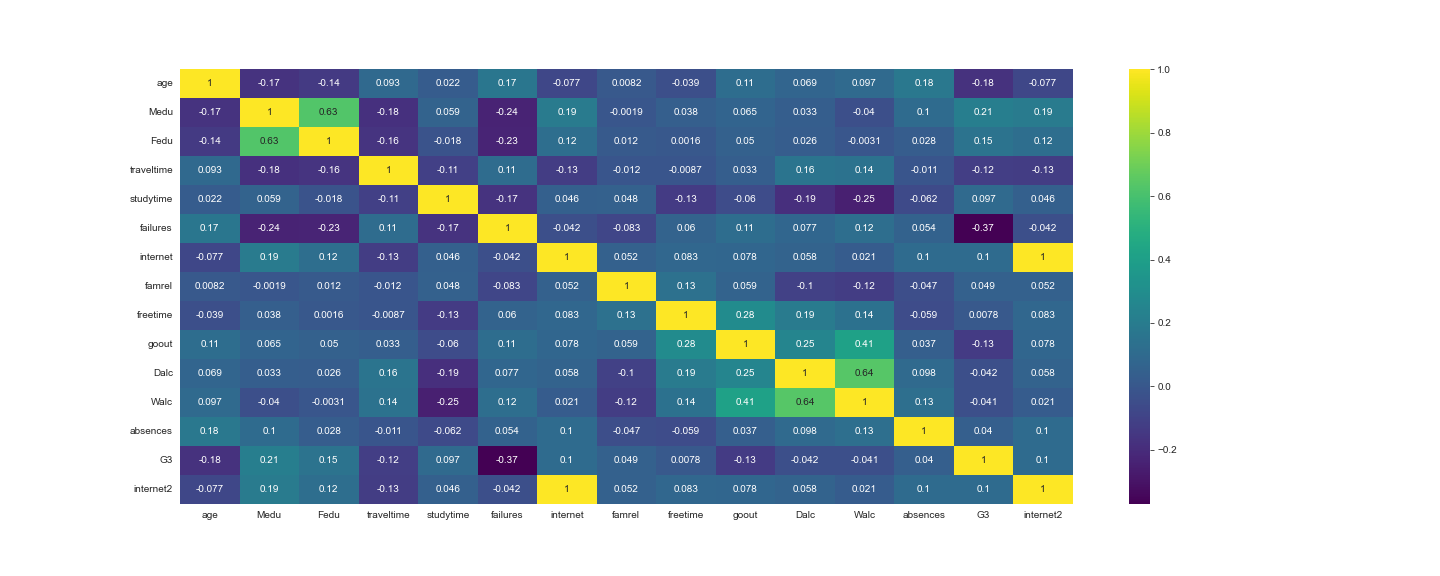 age 1 -0.17 -0.14 0.093 0.022 0.17 -0.077 0.0082 -0.039 0.11 0.069 0.097 0.18 -0.18 -0.077
Medu -0.17 1 0.63 -0.18 0.059 -0.24 0.19 -0.0019 0.038 0.065 0.033 -0.04 0.1 0.21 0.19
Fedu -0.14 0.63 1 -0.16 -0.018 -0.23 0.12 0.012 0.0016 0.05 0.026 -0.0031 0.028 0.15 0.12
traveltime 0.093 -0.18 -0.16 1 -0.11 0.11 -0.13 -0.012 -0.0087 0.033 0.16 0.14 -0.011 -0.12 -0.13
studytime 0.022 0.059 -0.018 -0.11 1 -0.17 0.046 0.048 -0.13 -0.06 -0.19 -0.25 -0.062 0.097 0.046
failures 0.17 -0.24 -0.23 0.11 -0.17 1 -0.042 -0.083 0.06 0.11 0.077 0.12 0.054 -0.37 -0.042
internet -0.077 0.19 0.12 -0.13 0.046 -0.042 1 0.052 0.083 0.078 0.058 0.021 0.1 0.1 1
famrel 0.0082 -0.0019 0.012 -0.012 0.048 -0.083 0.052 1 0.13 0.059 -0.1 -0.12 -0.047 0.049 0.052
freetime -0.039 0.038 0.0016 -0.0087 -0.13 0.06 0.083 0.13 1 0.28 0.19 0.14 -0.059 0.0078 0.083
goout 0.11 0.065 0.05 0.033 -0.06 0.11 0.078 0.059 0.28 1 0.25 0.41 0.037 -0.13 0.078
Dalc 0.069 0.033 0.026 0.16 -0.19 0.077 0.058 -0.1 0.19 0.25 1 0.64 0.098 -0.042 0.058
Walc 0.097 -0.04 -0.0031 0.14 -0.25 0.12 0.021 -0.12 0.14 0.41 0.64 1 0.13 -0.041 0.021
absences 0.18 0.1 0.028 -0.011 -0.062 0.054 0.1 -0.047 -0.059 0.037 0.098 0.13 1 0.04 0.1
G3 -0.18 0.21 0.15 -0.12 0.097 -0.37 0.1 0.049 0.0078 -0.13 -0.042 -0.041 0.04 1 0.1
internet2 -0.077 0.19 0.12 -0.13 0.046 -0.042 1 0.052 0.083 0.078 0.058 0.021 0.1 0.1 1
age Medu Fedu traveltime studytime failures internet famrel freetime goout Dalc Walc absences G3 internet2
1.0
0.8
0.6
0.4
0.2
0.0
−0.2